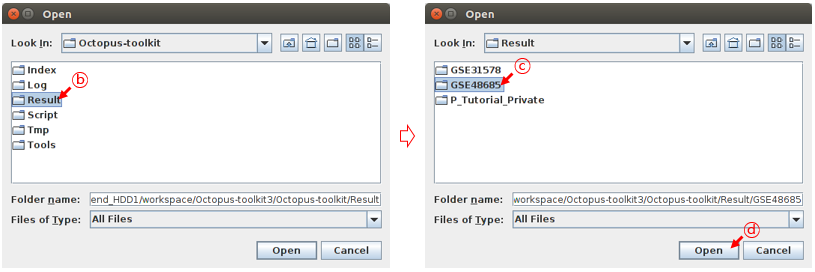 Open
Look In: Octopus-toolkit
Index
Log
Result
ⓑ
Script
Tmp
Tools
Folder name: end_HDD1/workspace/Octopus-toolkit3/Octopus-toolkit/Result
Files of Type: All Files
Open Cancel
Open
Look In: Result
GSE31578
ⓒ
GSE48685
P_Tutorial_Private
Folder name: workspace/Octopus-toolkit3/Octopus-toolkit/Result/GSE48685
Files of Type: All Files
ⓓ
Open Cancel